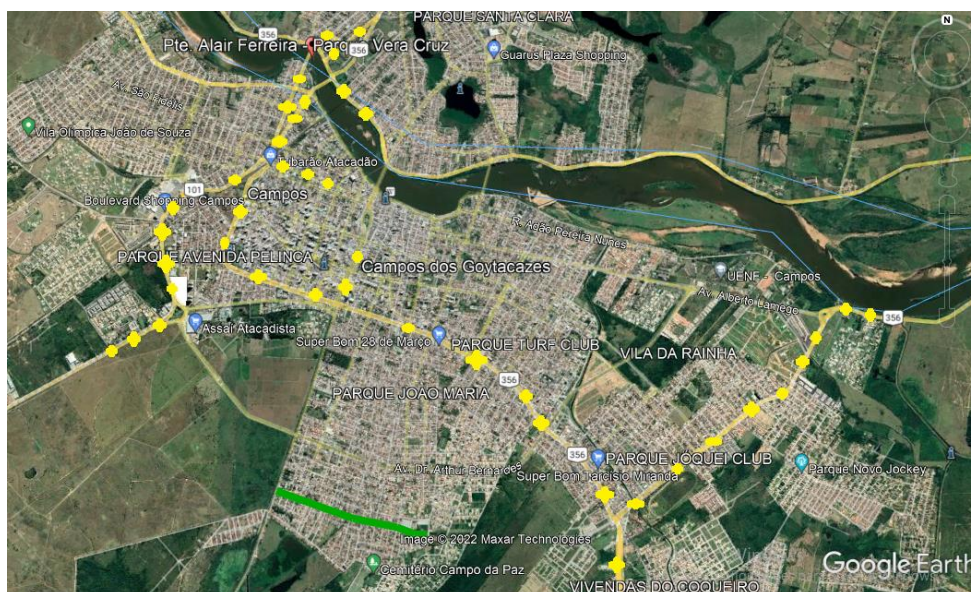 PARQUE SANTA CLARA
N
356
Pte. Alair Ferreira - Parque Vera Cruz
356
Guarus Plaza Shopping
Av. São Fidélis
Vila Olimpica João de Souza
Tubarão Atacadão
101
Campos
Boulevard Shopping Campos
R. Adão Pereira Nunes
PARQUE AVENIDA PELINCA
Campos dos Goytacazes
UENF - Campos
Av. Alberto Lamego
356
Assaí Atacadista
Super Bom 28 de Março
PARQUE TURF CLUB
VILA DA RAINHA
356
PARQUE JOÃO MARIA
356
PARQUE JÓQUEI CLUB
Av. Dr. Arthur Bernardes
Super Bom Tarcísio Miranda
Parque Novo Jockey
Image © 2022 Maxar Technologies
Cemitério Campo da Paz
Google Earth
VIVENDAS DO COQUEIRO